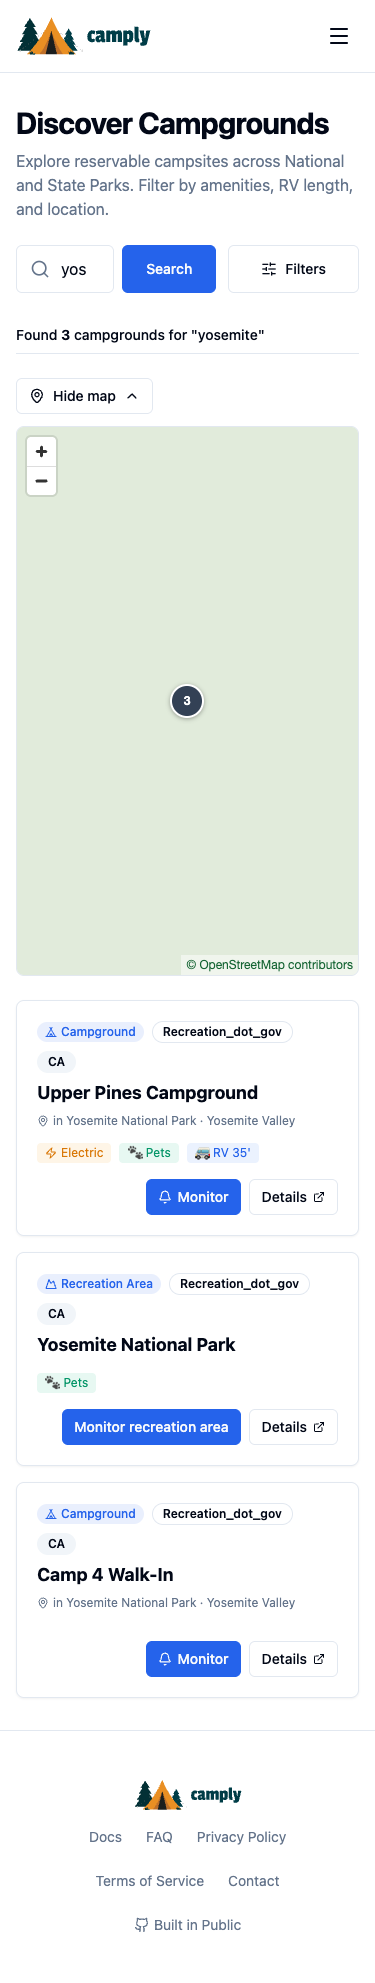 camply
Discover Campgrounds
Explore reservable campsites across National
and State Parks. Filter by amenities, RV length,
and location.
yos
Search
Filters
Found 3 campgrounds for "yosemite"
Hide map
+
−
3
© OpenStreetMap contributors
Campground
Recreation_dot_gov
CA
Upper Pines Campground
in Yosemite National Park · Yosemite Valley
Electric
Pets
RV 35'
Monitor
Details
Recreation Area
Recreation_dot_gov
CA
Yosemite National Park
Pets
Monitor recreation area
Details
Campground
Recreation_dot_gov
CA
Camp 4 Walk-In
in Yosemite National Park · Yosemite Valley
Monitor
Details
camply
Docs
FAQ
Privacy Policy
Terms of Service
Contact
Built in Public